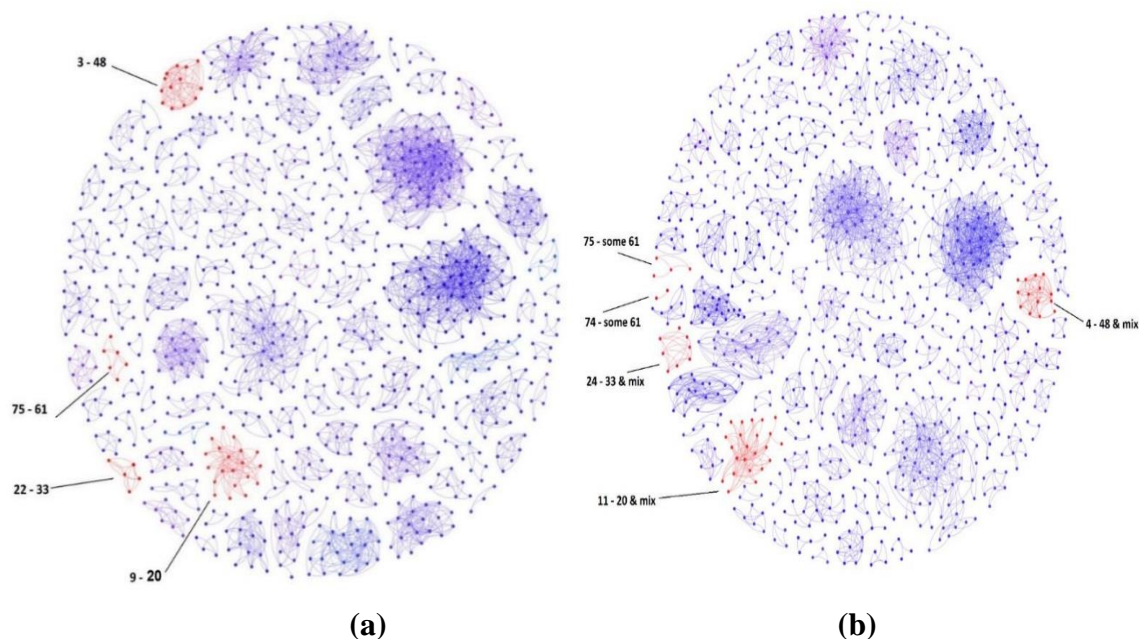 3 - 48
75 - 61
22 - 33
9 - 20
(a)
75 - some 61
74 - some 61
24 - 33 & mix
11 - 20 & mix
4 - 48 & mix
(b)